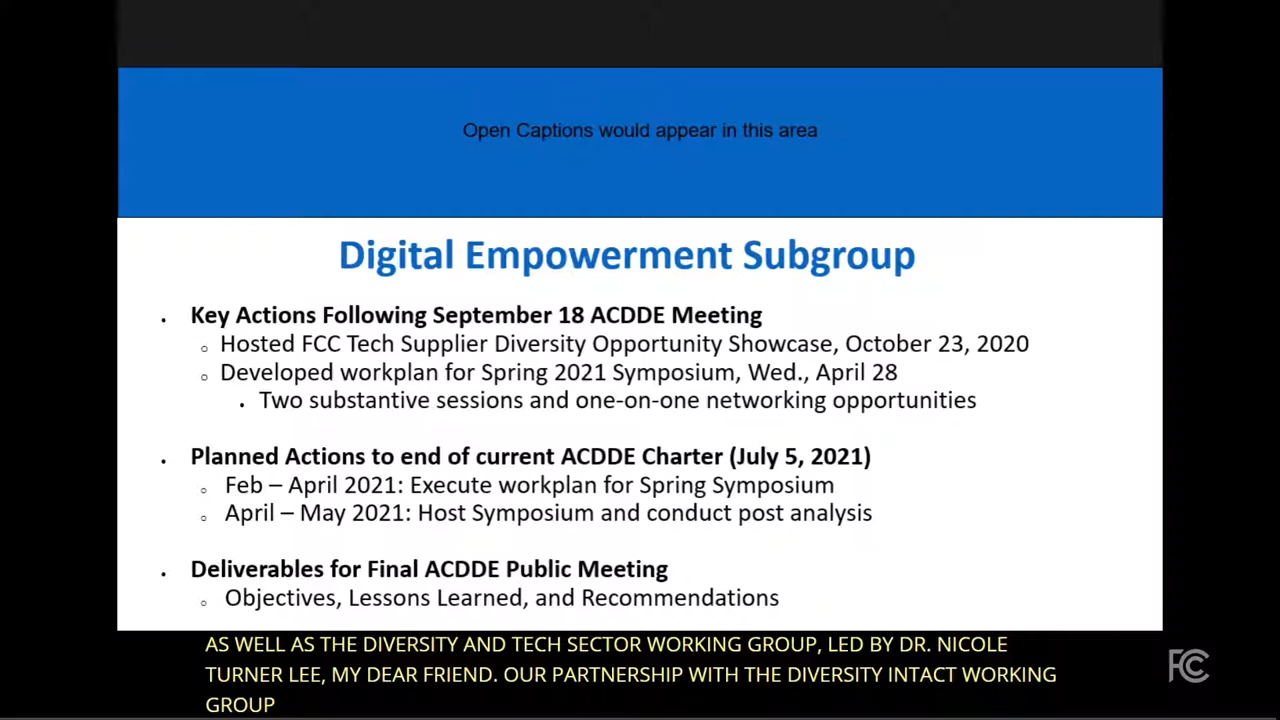 Open Captions would appear in this area
Digital Empowerment Subgroup
• Key Actions Following September 18 ACDDE Meeting
○ Hosted FCC Tech Supplier Diversity Opportunity Showcase, October 23, 2020
○ Developed workplan for Spring 2021 Symposium, Wed., April 28
• Two substantive sessions and one-on-one networking opportunities
• Planned Actions to end of current ACDDE Charter (July 5, 2021)
○ Feb – April 2021: Execute workplan for Spring Symposium
○ April – May 2021: Host Symposium and conduct post analysis
• Deliverables for Final ACDDE Public Meeting
○ Objectives, Lessons Learned, and Recommendations
AS WELL AS THE DIVERSITY AND TECH SECTOR WORKING GROUP, LED BY DR. NICOLE
TURNER LEE, MY DEAR FRIEND. OUR PARTNERSHIP WITH THE DIVERSITY INTACT WORKING
GROUP
FCC